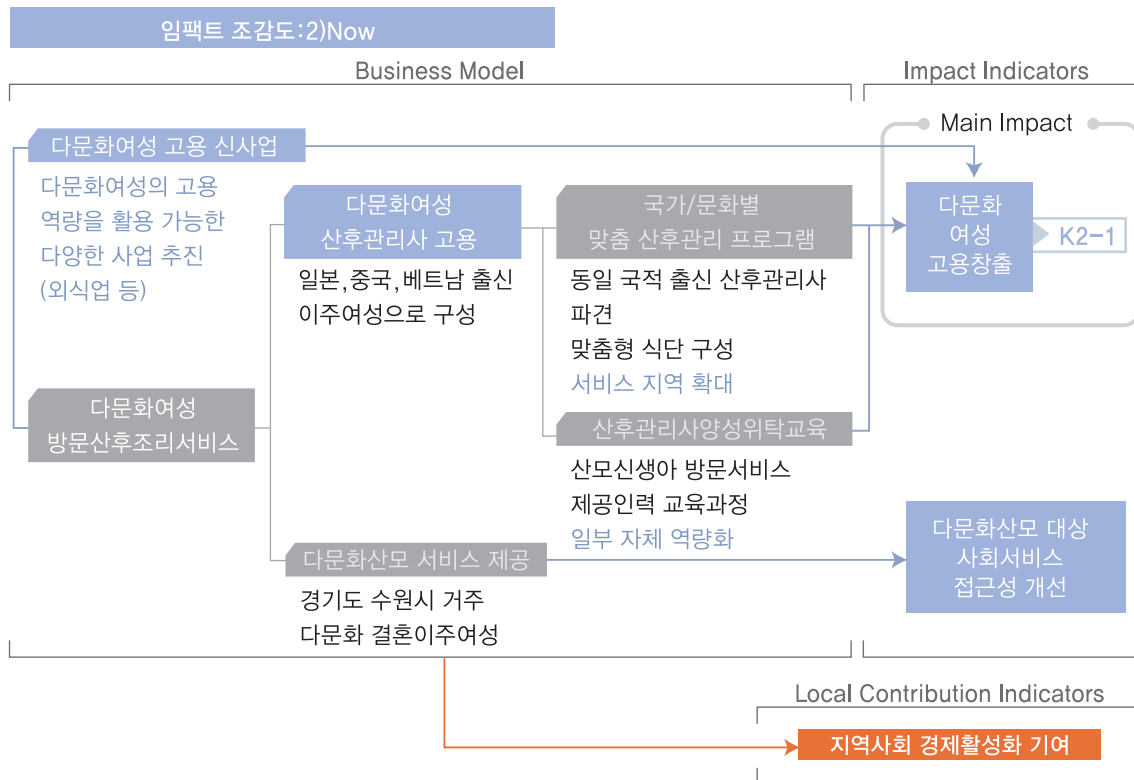 임팩트 조감도:2)Now
Business Model
Impact Indicators
Main Impact
다문화여성 고용 신사업
다문화여성의 고용
역량을 활용 가능한
다양한 사업 추진
(외식업 등)
다문화여성
방문산후조리서비스
다문화여성
산후관리사 고용
일본,중국,베트남 출신
이주여성으로 구성
다문화산모 서비스 제공
경기도 수원시 거주
다문화 결혼이주여성
국가/문화별
맞춤 산후관리 프로그램
동일 국적 출신 산후관리사
파견
맞춤형 식단 구성
서비스 지역 확대
산후관리사양성위탁교육
산모신생아 방문서비스
제공인력 교육과정
일부 자체 역량화
다문화
여성
고용창출
K2-1
다문화산모 대상
사회서비스
접근성 개선
Local Contribution Indicators
지역사회 경제활성화 기여